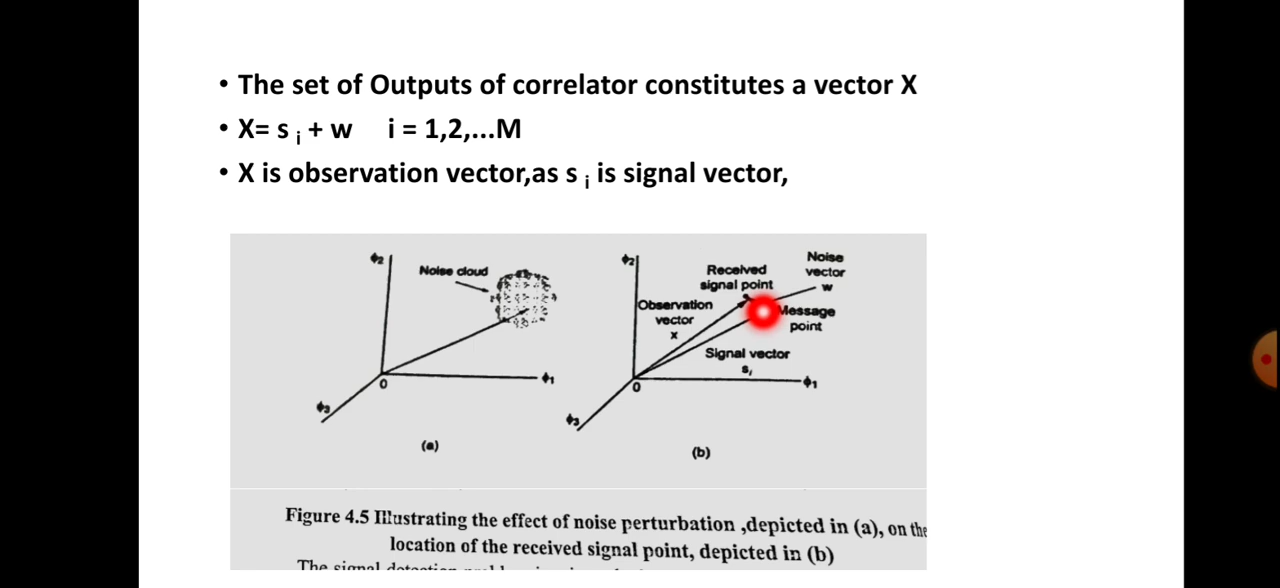 • The set of Outputs of correlator constitutes a vector X
• X= s i + w i = 1,2,...M
• X is observation vector,as s i is signal vector,
ϕ2
Noise cloud
0
ϕ1
ϕ3
(a)
ϕ2
Received
signal point
Noise
vector
w
Observation
vector
x
Message
point
Signal vector
si
0
ϕ1
ϕ3
(b)
Figure 4.5 Illustrating the effect of noise perturbation ,depicted in (a), on the
location of the received signal point, depicted in (b)
The signal